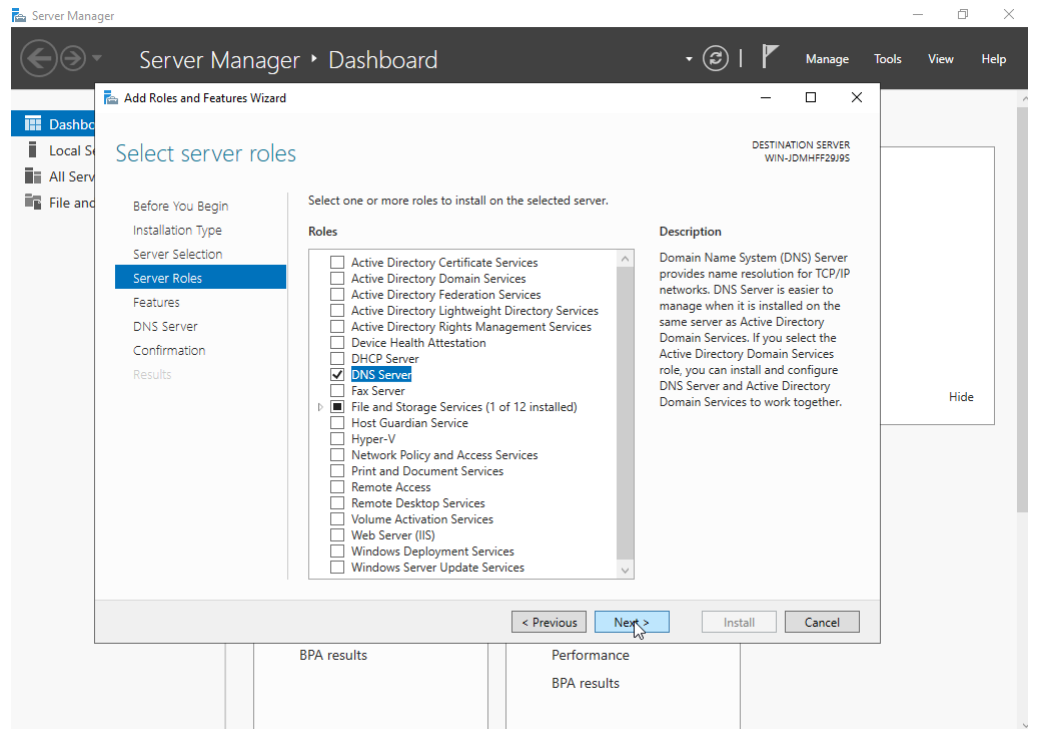 Server Manager
Server Manager • Dashboard
Manage
Tools
View
Help
Add Roles and Features Wizard
Select server roles
DESTINATION SERVER
WIN-JDMHFF29J9S
Dashbo
Local Se
All Serv
File and
Before You Begin
Installation Type
Server Selection
Server Roles
Features
DNS Server
Confirmation
Results
Select one or more roles to install on the selected server.
Roles
Active Directory Certificate Services
Active Directory Domain Services
Active Directory Federation Services
Active Directory Lightweight Directory Services
Active Directory Rights Management Services
Device Health Attestation
DHCP Server
DNS Server
Fax Server
File and Storage Services (1 of 12 installed)
Host Guardian Service
Hyper-V
Network Policy and Access Services
Print and Document Services
Remote Access
Remote Desktop Services
Volume Activation Services
Web Server (IIS)
Windows Deployment Services
Windows Server Update Services
Description
Domain Name System (DNS) Server
provides name resolution for TCP/IP
networks. DNS Server is easier to
manage when it is installed on the
same server as Active Directory
Domain Services. If you select the
Active Directory Domain Services
role, you can install and configure
DNS Server and Active Directory
Domain Services to work together.
Hide
< Previous
Next >
Install
Cancel
BPA results
Performance
BPA results